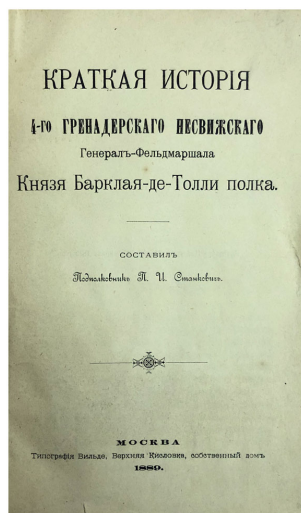 КРАТКАЯ ИСТОРІЯ
4-го ГРЕНАДЕРСКАГО НЕСВИЖСКАГО
Генералъ-Фельдмаршала
Князя Барклая-де-Толли полка.
СОСТАВИЛЪ
Подполковникъ П. И. Станковичъ.
МОСКВА
Типографія Вильде, Верхняя Кисловка, собственный домъ
1889.